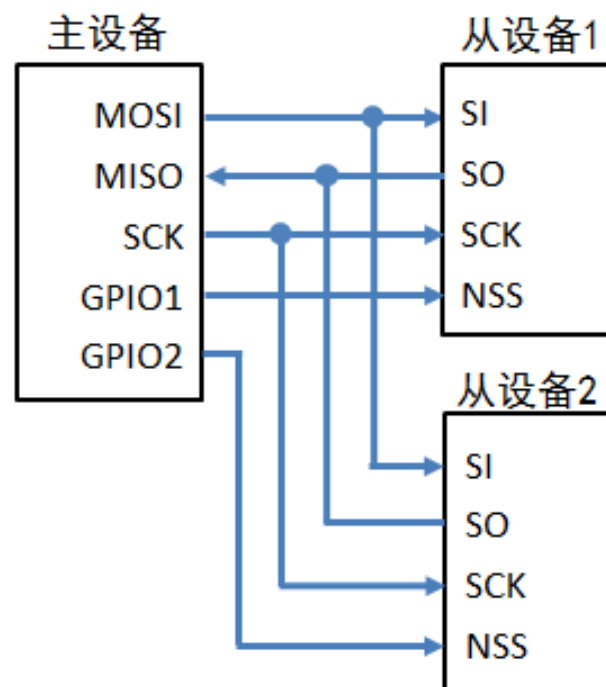 主设备
MOSI
MISO
SCK
GPIO1
GPIO2
从设备1
SI
SO
SCK
NSS
从设备2
SI
SO
SCK
NSS